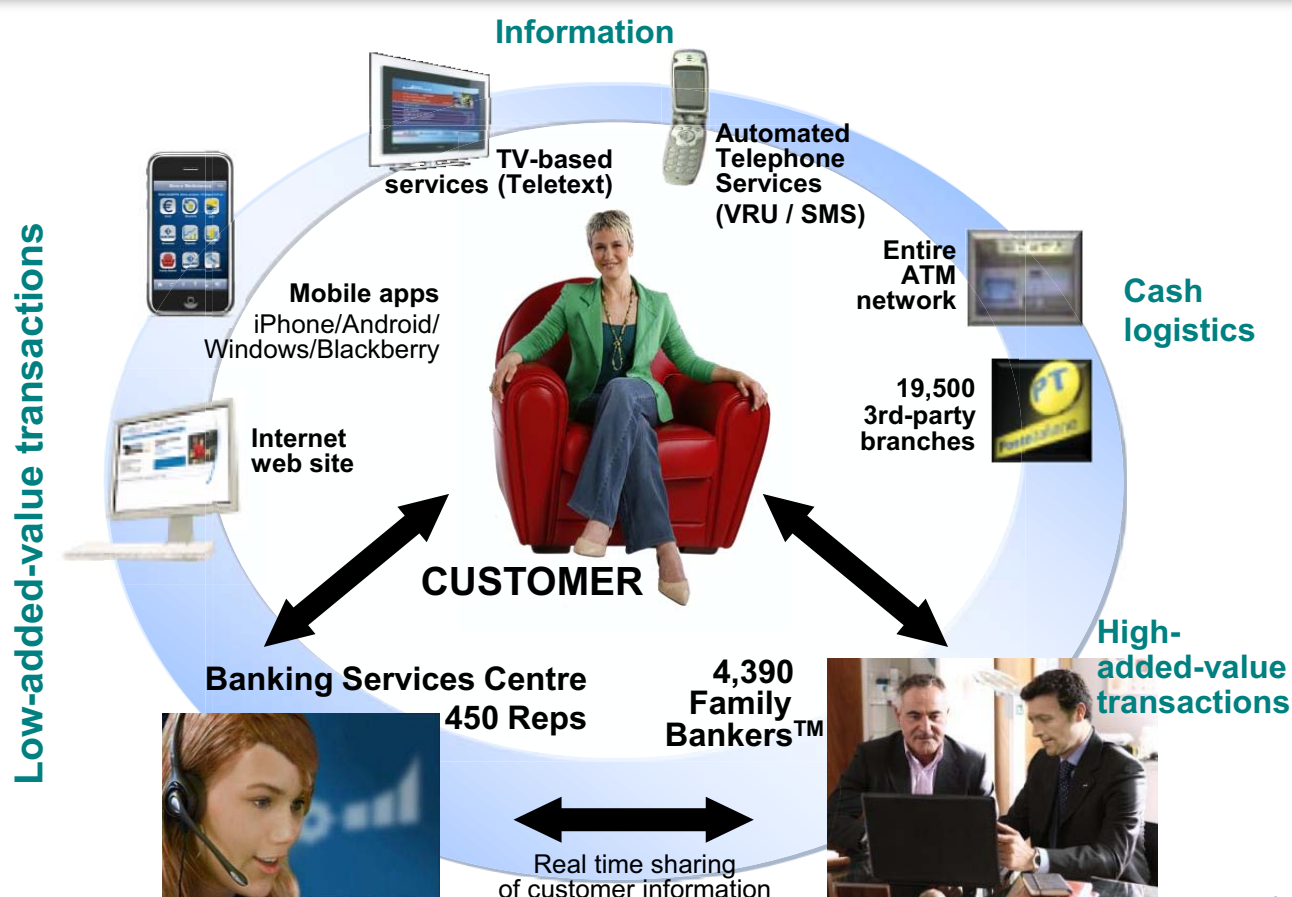 Information
TV-based
services (Teletext)
Automated
Telephone
Services
(VRU / SMS)
Entire
ATM
network
Cash
logistics
Low-added-value transactions
Mobile apps
iPhone/Android/
Windows/Blackberry
19,500
3rd-party
branches
PT
Posteitaliane
Internet
web site
CUSTOMER
High-
added-value
transactions
Banking Services Centre
450 Reps
4,390
Family
Bankers™
Real time sharing
of customer information